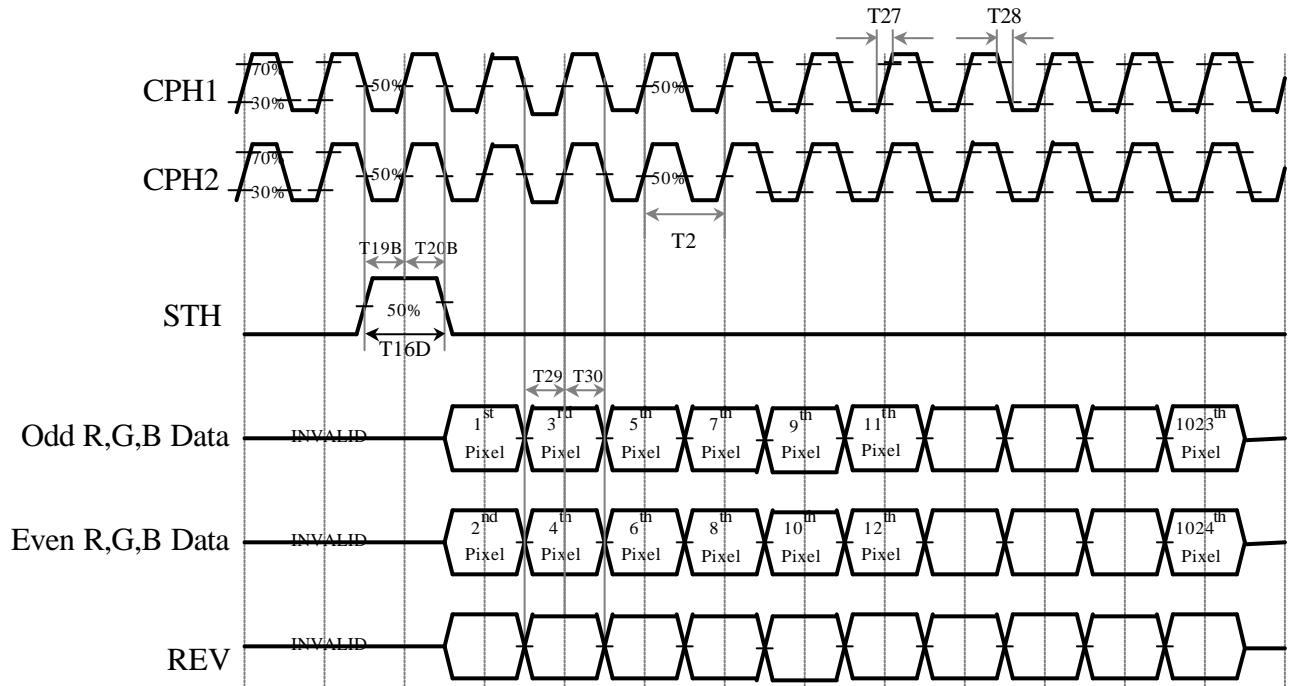 T27 T28
CPH1 70% 30% 50% 50%
CPH2 70% 30% 50% 50%
T2
T19B T20B
STH 50%
T16D
T29 T30
Odd R,G,B Data INVALID 1st Pixel 3rd Pixel 5th Pixel 7th Pixel 9th Pixel 11th Pixel 1023th Pixel
Even R,G,B Data INVALID 2nd Pixel 4th Pixel 6th Pixel 8th Pixel 10th Pixel 12th Pixel 1024th Pixel
REV INVALID